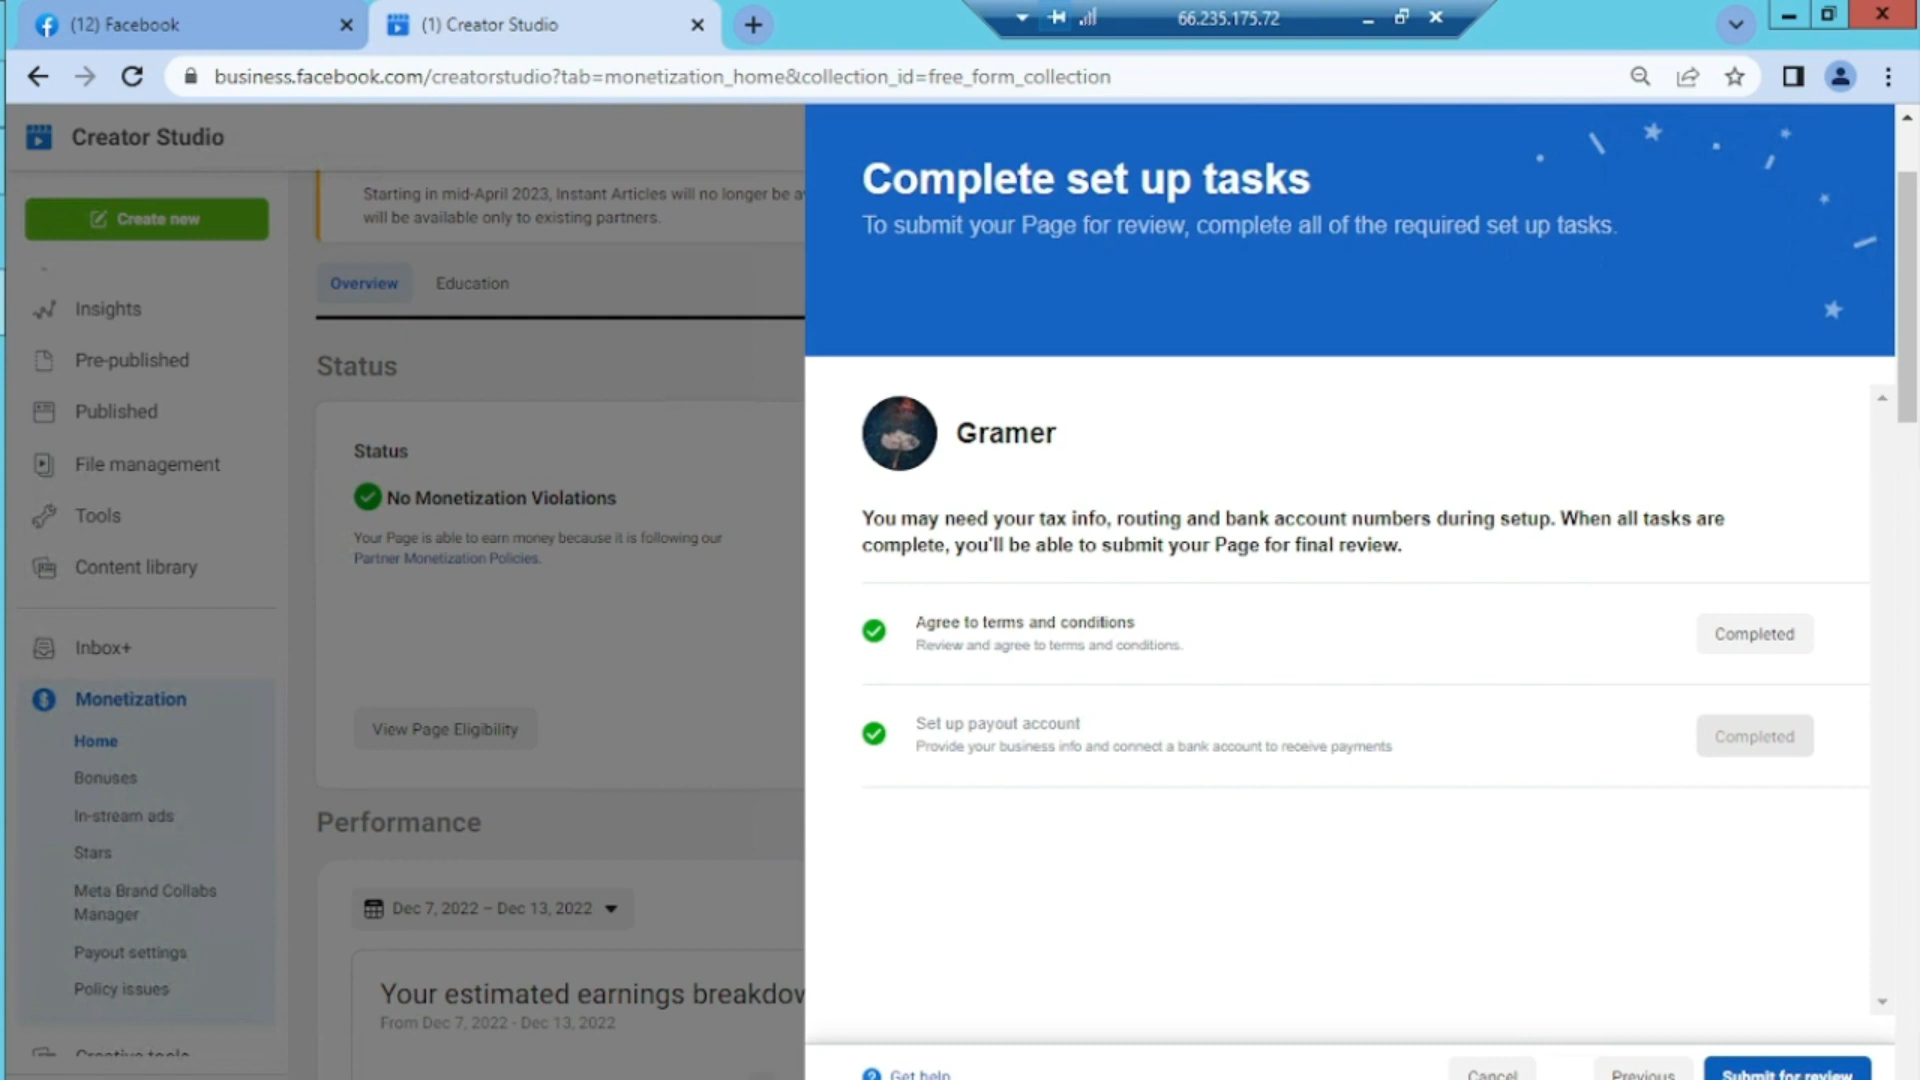 (12) Facebook
(1) Creator Studio
66.235.175.72
business.facebook.com/creatorstudio?tab=monetization_home&collection_id=free_form_collection
Creator Studio
Create new
Insights
Pre-published
Published
File management
Tools
Content library
Inbox+
Monetization
Home
Bonuses
In-stream ads
Stars
Meta Brand Collabs
Manager
Payout settings
Policy issues
Creative tools
Starting in mid-April 2023, Instant Articles will no longer be a
will be available only to existing partners.
Overview
Education
Status
Status
No Monetization Violations
Your Page is able to earn money because it is following our
Partner Monetization Policies.
View Page Eligibility
Performance
Dec 7, 2022 – Dec 13, 2022
Your estimated earnings breakdow
From Dec 7, 2022 - Dec 13, 2022
Complete set up tasks
To submit your Page for review, complete all of the required set up tasks.
Gramer
You may need your tax info, routing and bank account numbers during setup. When all tasks are
complete, you'll be able to submit your Page for final review.
Agree to terms and conditions
Review and agree to terms and conditions.
Completed
Set up payout account
Provide your business info and connect a bank account to receive payments
Completed
Get help
Cancel
Previous
Submit for review